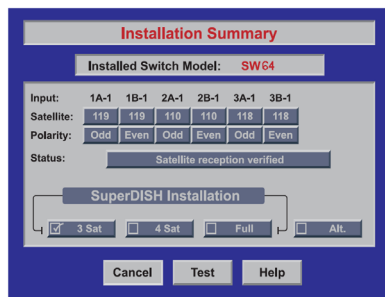 Installation Summary
Installed Switch Model: SW64
Input: 1A-1 1B-1 2A-1 2B-1 3A-1 3B-1
Satellite: 119 119 110 110 118 118
Polarity: Odd Even Odd Even Odd Even
Status: Satellite reception verified
SuperDISH Installation
3 Sat 4 Sat Full Alt.
Cancel Test Help